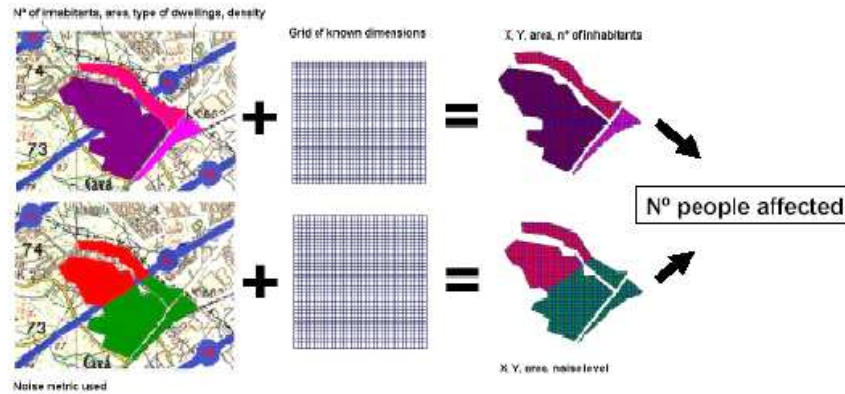 Nº of inhabitants, area, type of dwellings, density
Grid of known dimensions
X, Y, area, nº of inhabitants
74
73
Nº people affected
74
73
X, Y, area, noise level
Noise metric used